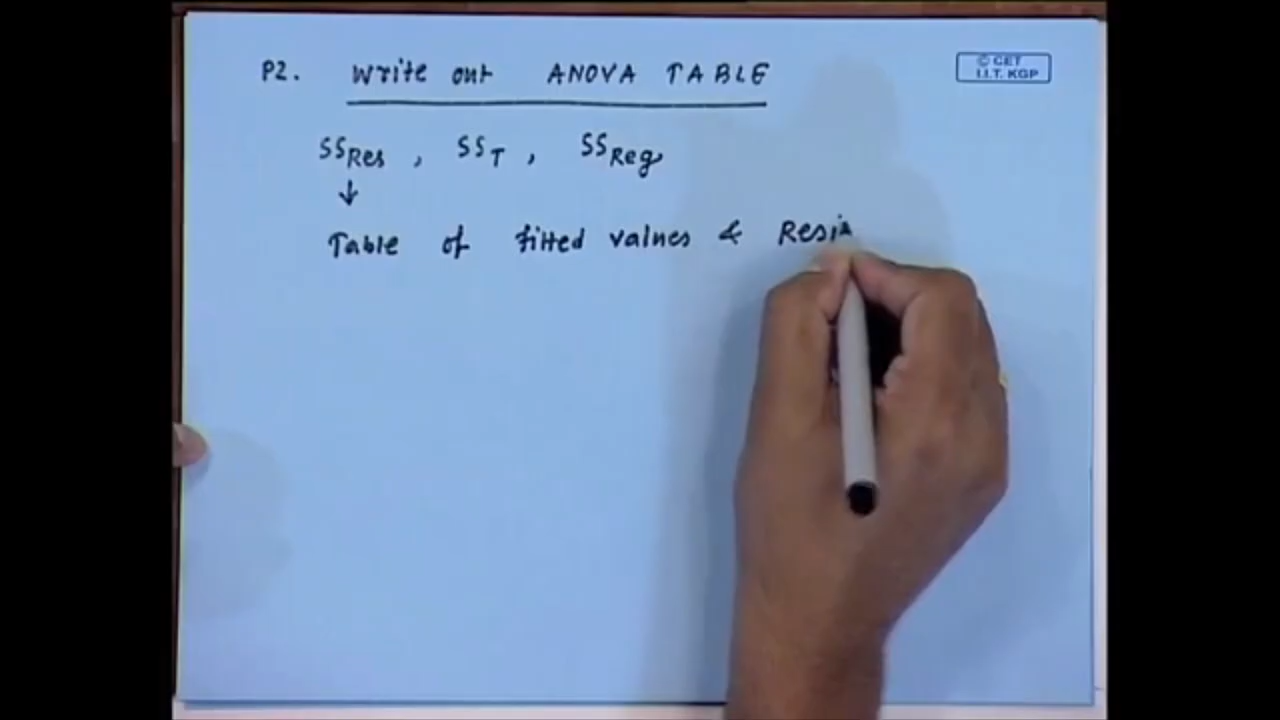 P2. Write out ANOVA TABLE
© CET
I.I.T. KGP
SSRes , SST , SSReg
↓
Table of fitted values & Resi